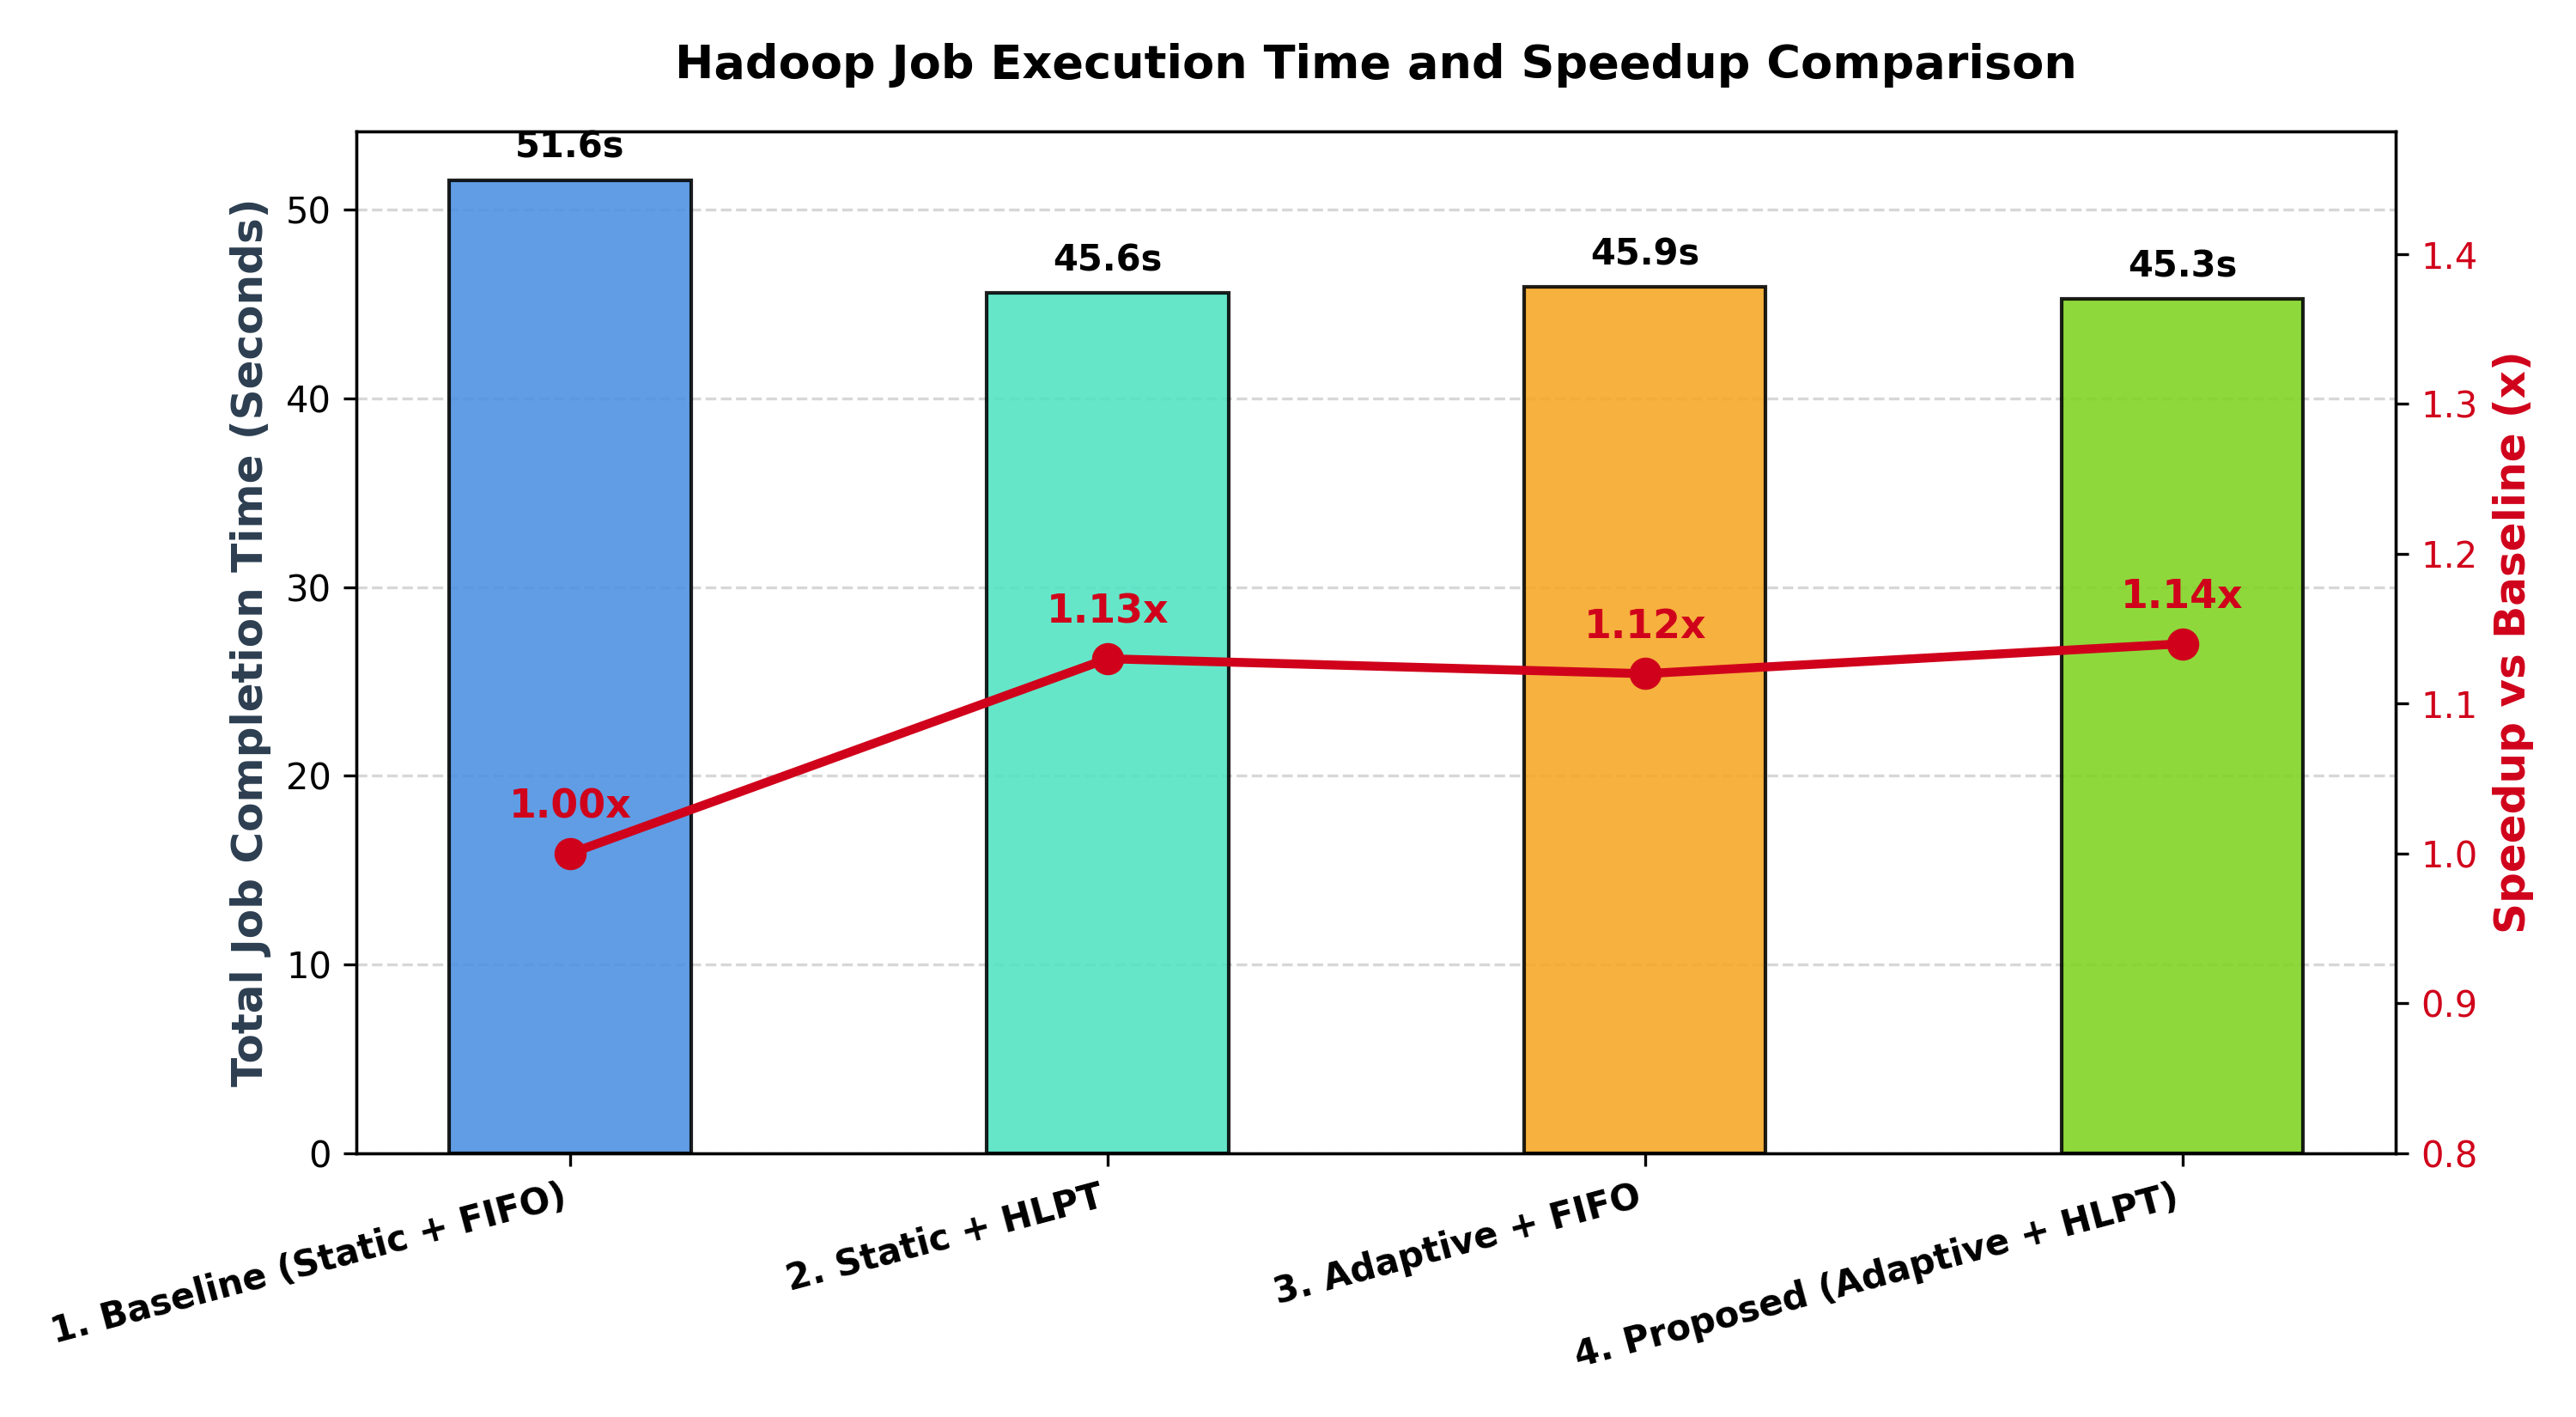 Hadoop Job Execution Time and Speedup Comparison
Total Job Completion Time (Seconds)
50
40
30
20
10
0
51.6s
45.6s
45.9s
45.3s
1.00x
1.13x
1.12x
1.14x
1.4
1.3
1.2
1.1
1.0
0.9
0.8
Speedup vs Baseline (x)
1. Baseline (Static + FIFO)
2. Static + HLPT
3. Adaptive + FIFO
4. Proposed (Adaptive + HLPT)